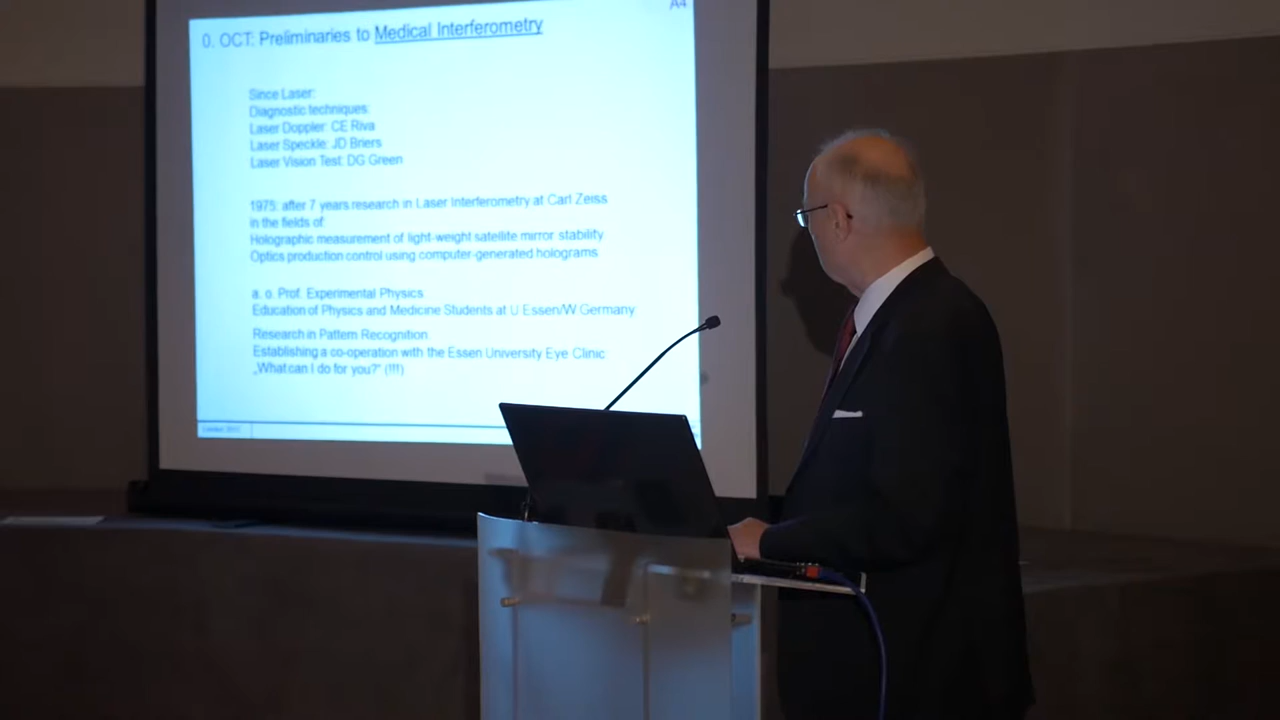 A4
0. OCT: Preliminaries to Medical Interferometry
Since Laser:
Diagnostic techniques:
Laser Doppler: CE Riva
Laser Speckle: JD Briers
Laser Vision Test: DG Green
1975: after 7 years research in Laser Interferometry at Carl Zeiss
in the fields of:
Holographic measurement of light-weight satellite mirror stability
Optics production control using computer-generated holograms
a. o. Prof. Experimental Physics
Education of Physics and Medicine Students at U Essen/W Germany
Research in Pattern Recognition
Establishing a co-operation with the Essen University Eye Clinic:
„What can I do for you?" (!!!)